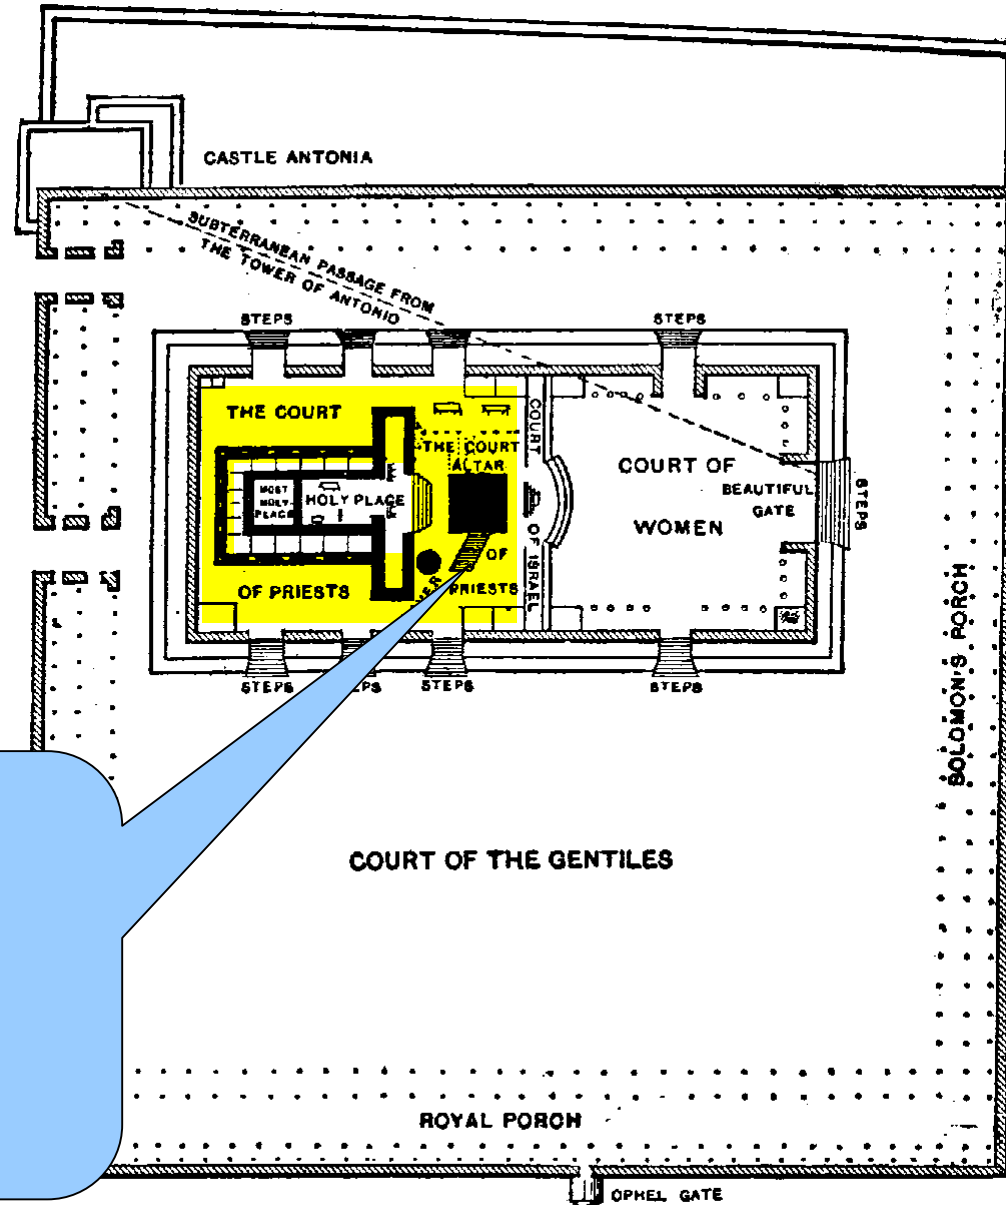 CASTLE ANTONIA
SUBTERRANEAN PASSAGE FROM
THE TOWER OF ANTONIO
STEPS
STEPS
THE COURT
THE COURT
ALTAR
COURT
OF ISRAEL
COURT OF
WOMEN
BEAUTIFUL
GATE
STEPS
MOST
HOLY
PLACE
HOLY PLACE
OF PRIESTS
OF
PRIESTS
STEPS
STEPS
STEPS
SOLOMON'S PORCH
COURT OF THE GENTILES
ROYAL PORCH
OPHEL GATE